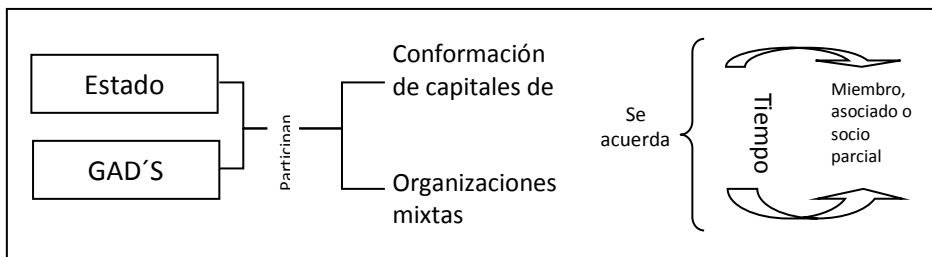 Estado
GAD´S
Participan
Conformación
de capitales de
Organizaciones
mixtas
Se
acuerda
Tiempo
Miembro,
asociado o
socio
parcial